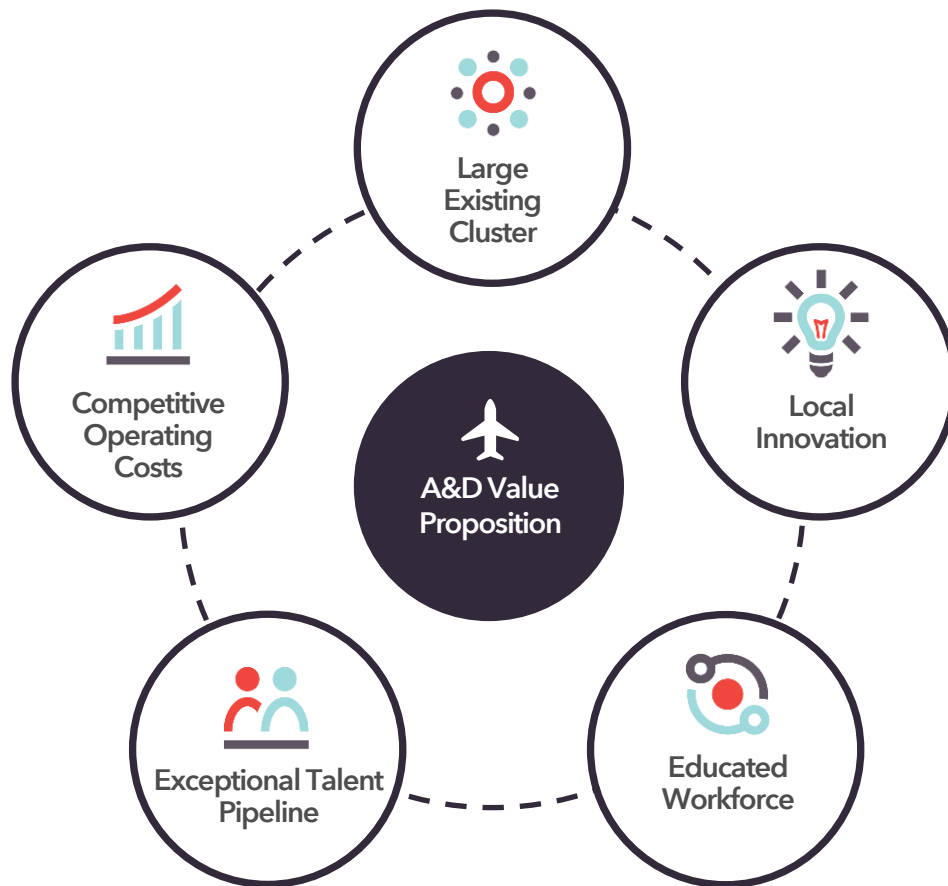 Large
Existing
Cluster
Local
Innovation
Educated
Workforce
Exceptional Talent
Pipeline
Competitive
Operating
Costs
A&D Value
Proposition